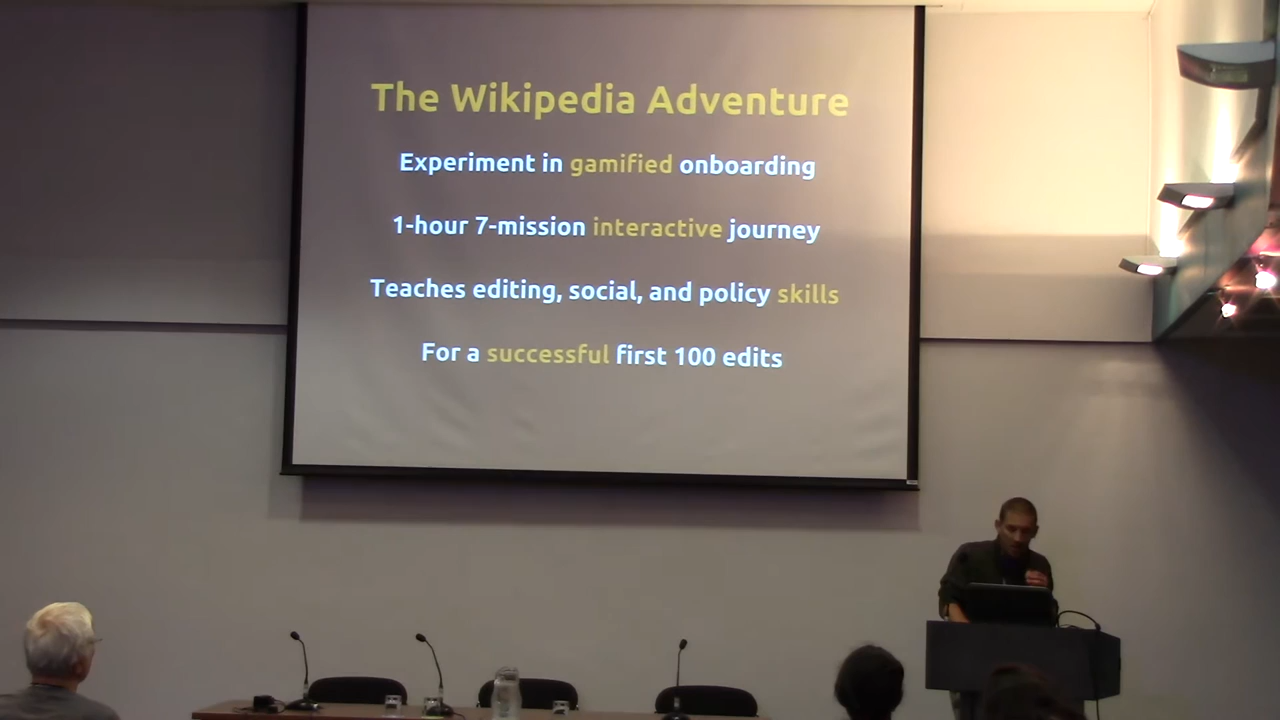 The Wikipedia Adventure
Experiment in gamified onboarding
1-hour 7-mission interactive journey
Teaches editing, social, and policy skills
For a successful first 100 edits